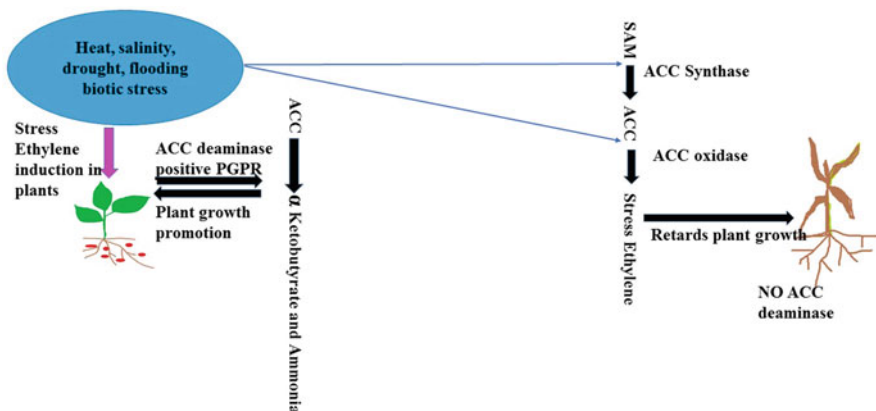 Heat, salinity,
drought, flooding
biotic stress
Stress
Ethylene
induction in
plants
ACC deaminase
positive PGPR
Plant growth
promotion
ACC
α Ketobutyrate and Ammonia
SAM
ACC Synthase
ACC
ACC oxidase
Stress Ethylene
Retards plant growth
NO ACC
deaminase